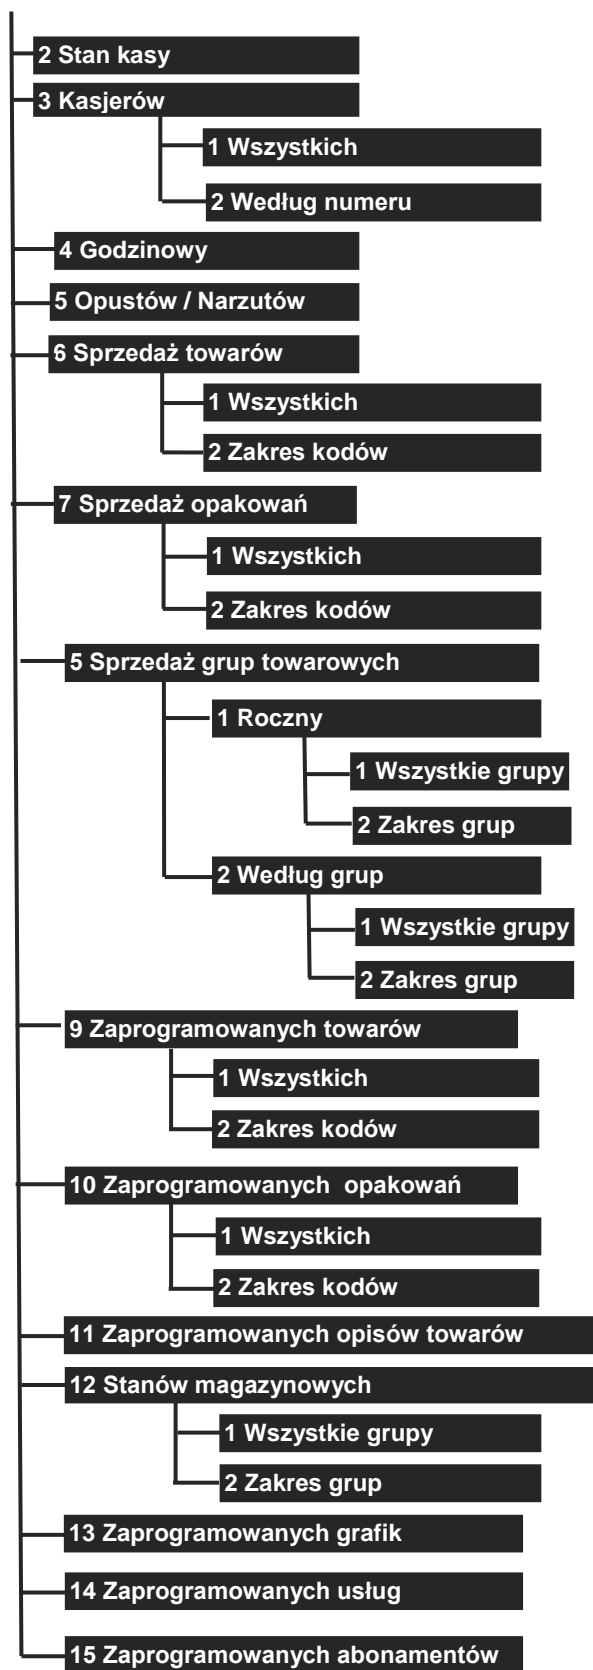 2 Stan kasy
3 Kasjerów
1 Wszystkich
2 Według numeru
4 Godzinowy
5 Opustów / Narzutów
6 Sprzedaż towarów
1 Wszystkich
2 Zakres kodów
7 Sprzedaż opakowań
1 Wszystkich
2 Zakres kodów
5 Sprzedaż grup towarowych
1 Roczny
1 Wszystkie grupy
2 Zakres grup
2 Według grup
1 Wszystkie grupy
2 Zakres grup
9 Zaprogramowanych towarów
1 Wszystkich
2 Zakres kodów
10 Zaprogramowanych  opakowań
1 Wszystkich
2 Zakres kodów
11 Zaprogramowanych opisów towarów
12 Stanów magazynowych
1 Wszystkie grupy
2 Zakres grup
13 Zaprogramowanych grafik
14 Zaprogramowanych usług
15 Zaprogramowanych abonamentów